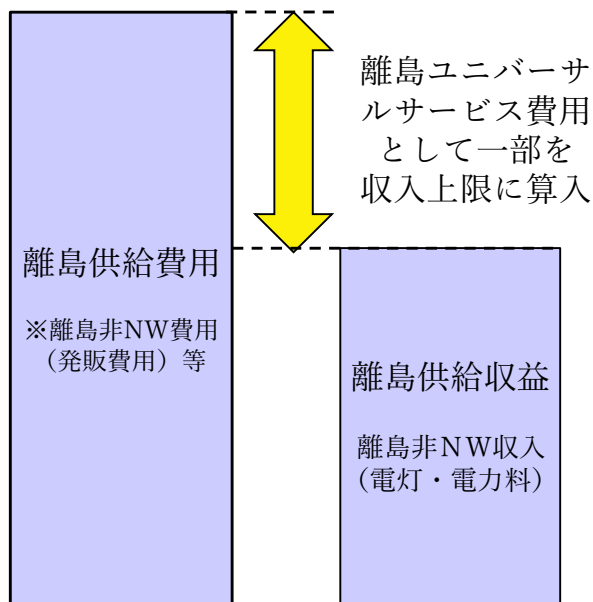 離島ユニバーサ
ルサービス費用
として一部を
収入上限に算入
離島供給費用
※離島非NW費用
（発販費用）等
離島供給収益
離島非ＮＷ収入
（電灯・電力料）